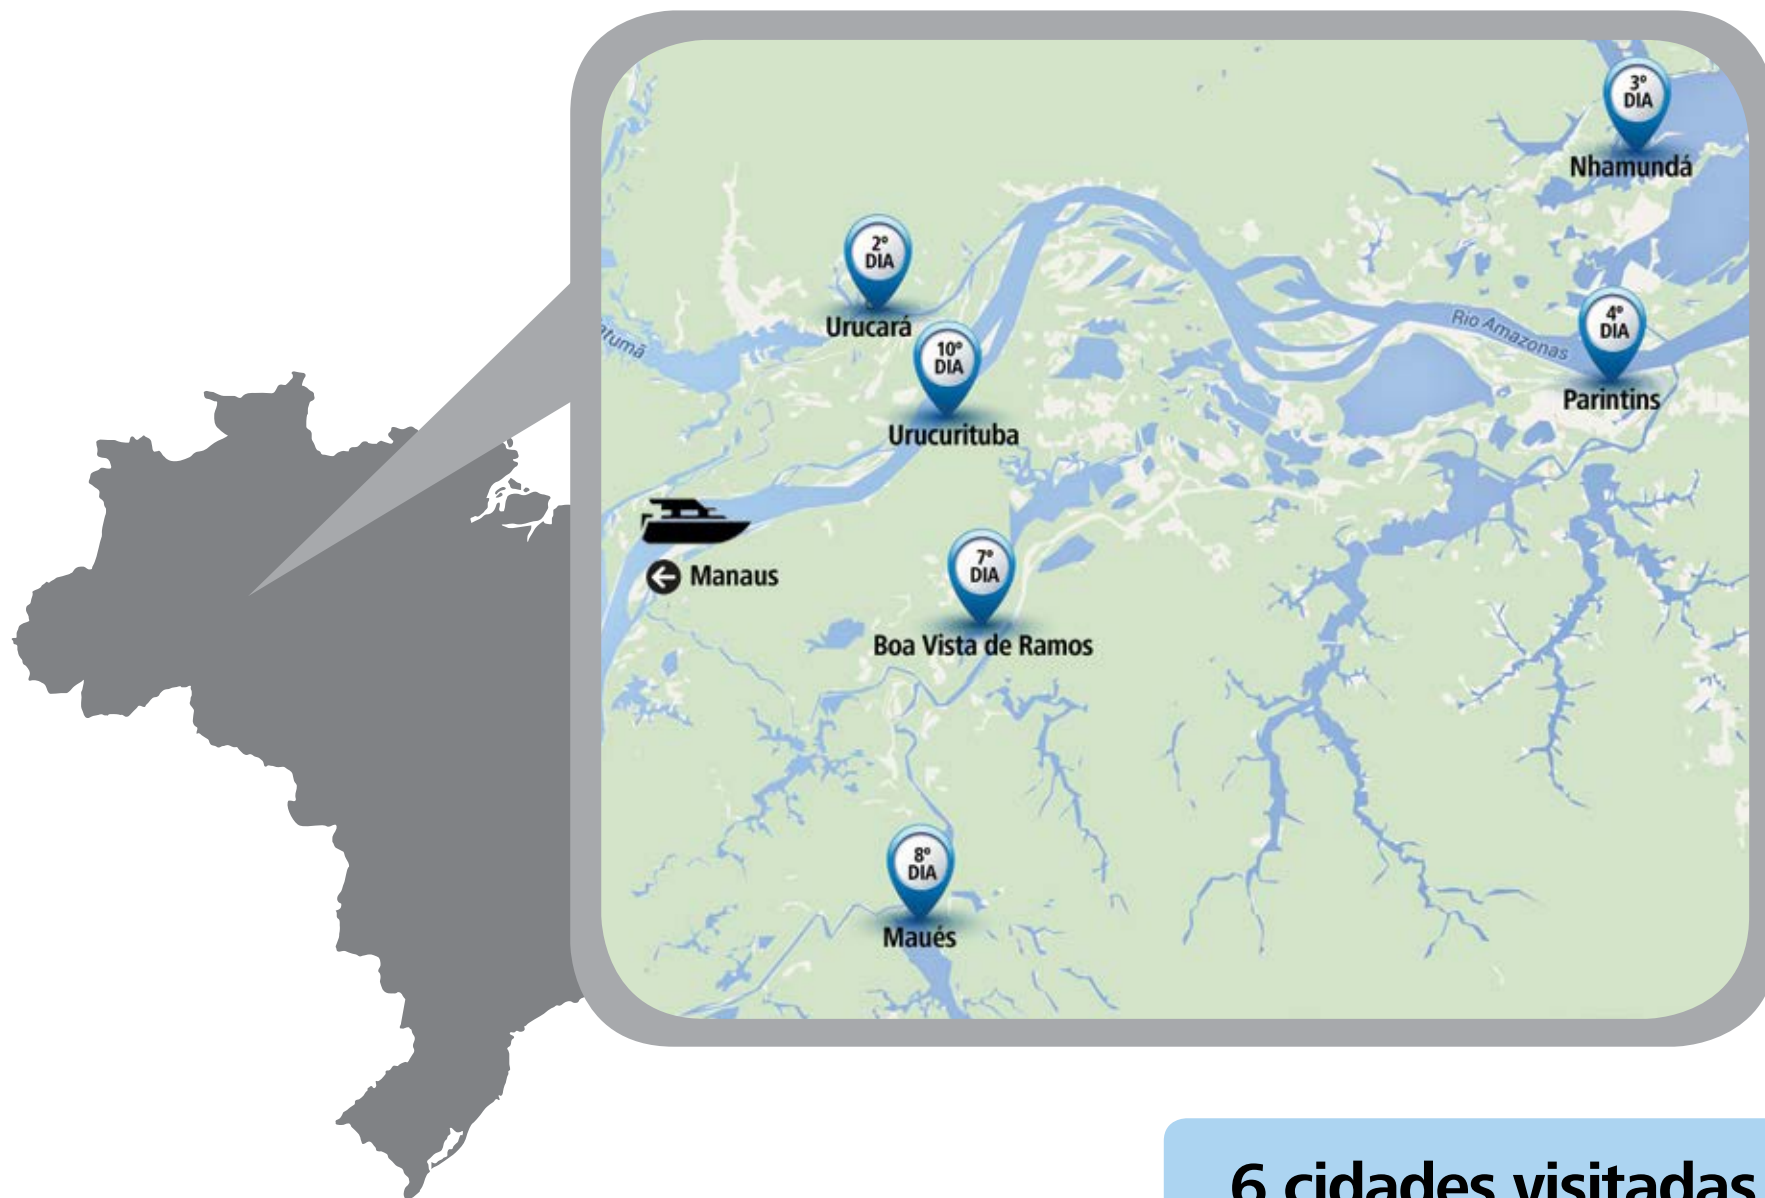 3º
DIA
Nhamundá
2º
DIA
Urucará
10º
DIA
Urucurituba
4º
DIA
Parintins
Rio Amazonas
atumã
Manaus
7º
DIA
Boa Vista de Ramos
8º
DIA
Maués
6 cidades visitadas